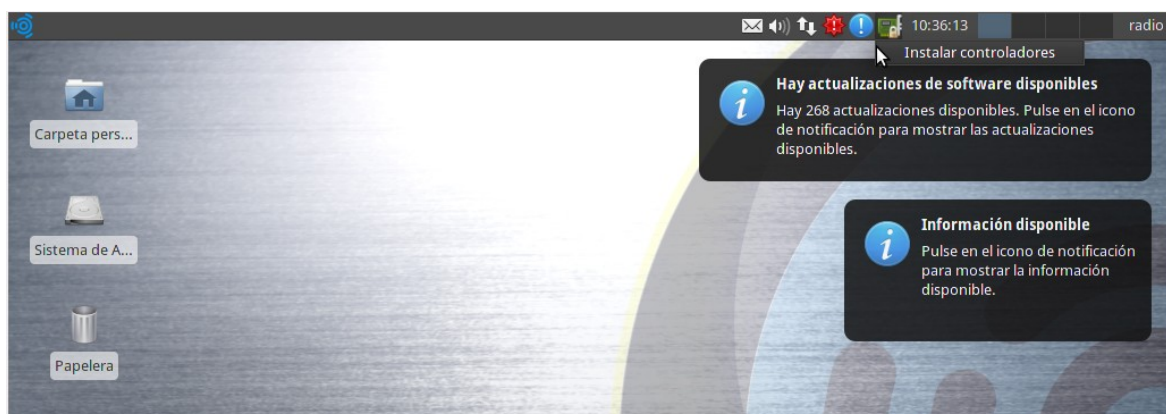 10:36:13
radio
Instalar controladores
Hay actualizaciones de software disponibles
Hay 268 actualizaciones disponibles. Pulse en el icono
de notificación para mostrar las actualizaciones
disponibles.
Carpeta pers...
Información disponible
Pulse en el icono de notificación
para mostrar la información
disponible.
Sistema de A...
Papelera